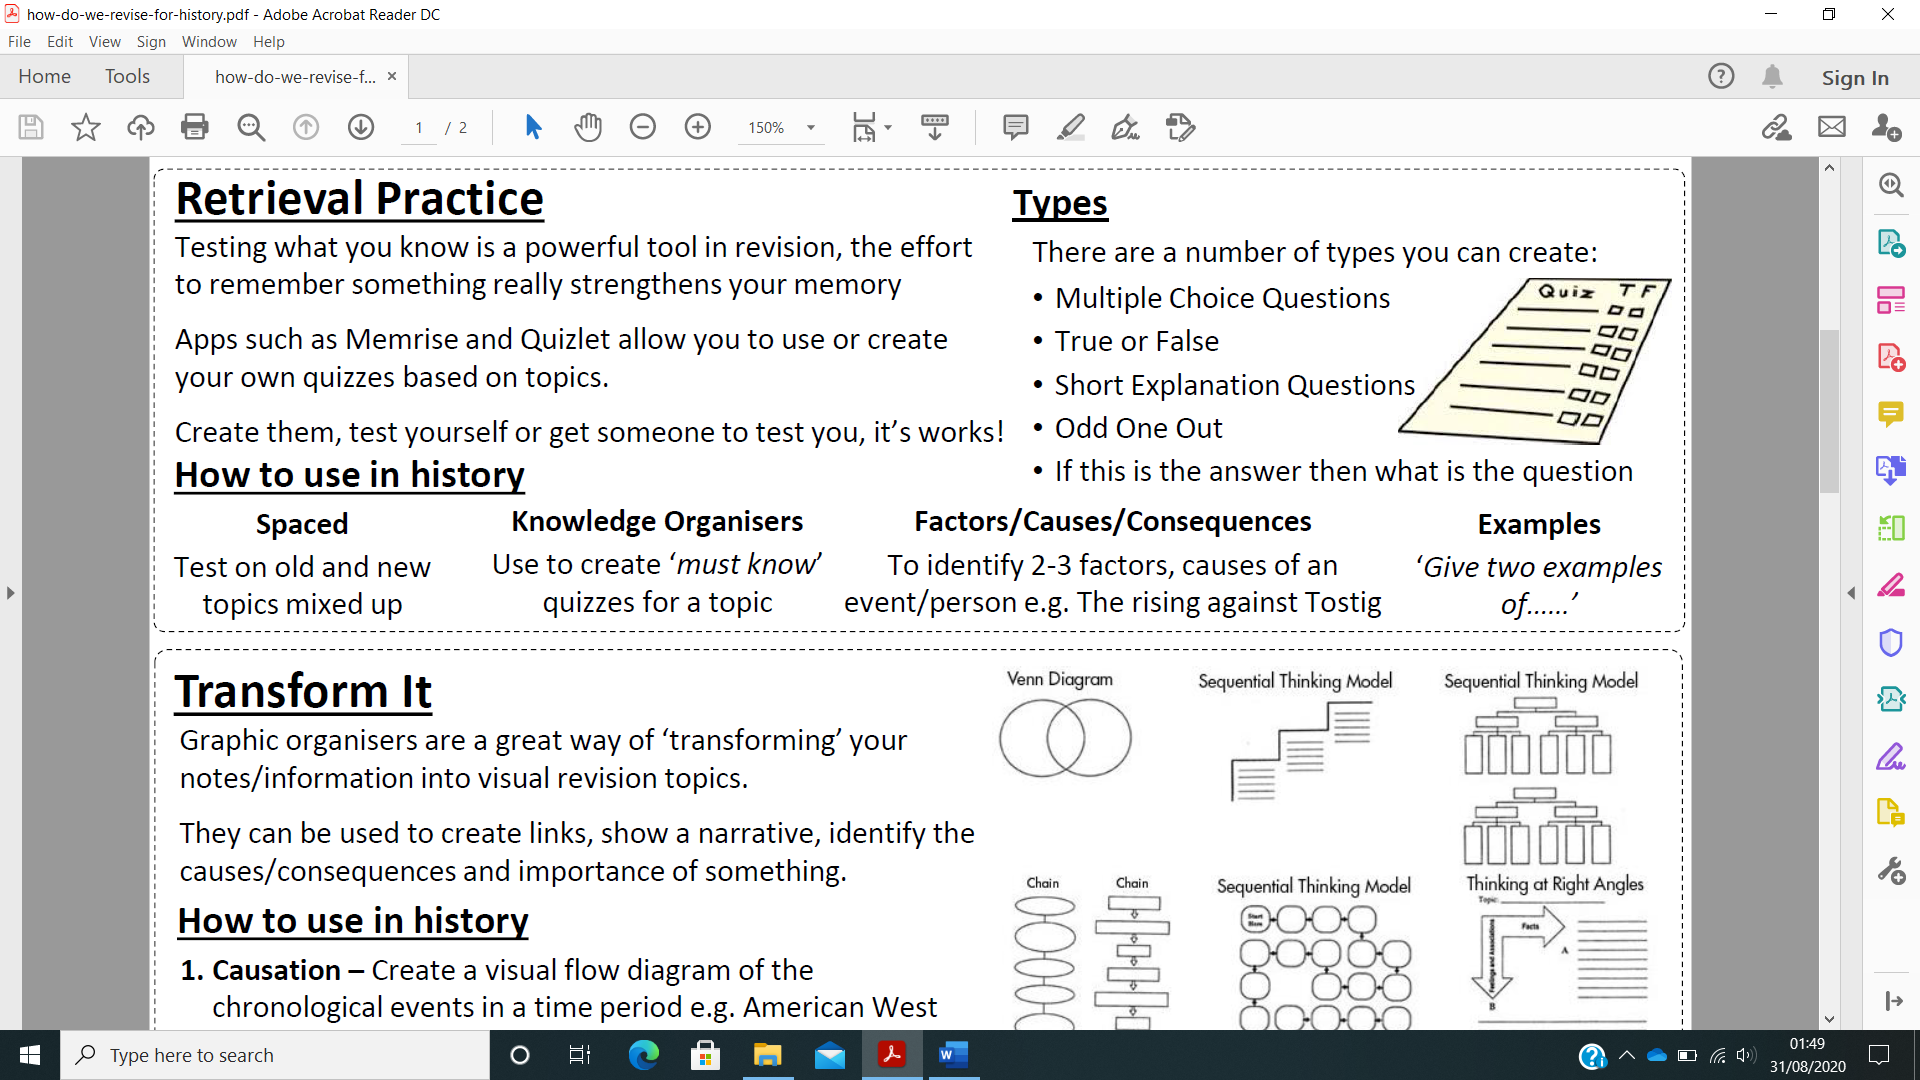 how-do-we-revise-for-history.pdf - Adobe Acrobat Reader DC
File Edit View Sign Window Help
Home Tools how-do-we-revise-f... × Sign In
1 / 2 150%
Retrieval Practice
Testing what you know is a powerful tool in revision, the effort
to remember something really strengthens your memory
Apps such as Memrise and Quizlet allow you to use or create
your own quizzes based on topics.
Create them, test yourself or get someone to test you, it's works!
Types
There are a number of types you can create:
• Multiple Choice Questions
• True or False
• Short Explanation Questions
• Odd One Out
• If this is the answer then what is the question
Quiz T F
How to use in history
Spaced
Test on old and new
topics mixed up
Knowledge Organisers
Use to create 'must know'
quizzes for a topic
Factors/Causes/Consequences
To identify 2-3 factors, causes of an
event/person e.g. The rising against Tostig
Examples
'Give two examples
of......'
Transform It
Graphic organisers are a great way of 'transforming' your
notes/information into visual revision topics.
They can be used to create links, show a narrative, identify the
causes/consequences and importance of something.
How to use in history
1. Causation – Create a visual flow diagram of the
chronological events in a time period e.g. American West
Venn Diagram
Sequential Thinking Model
Sequential Thinking Model
Chain
Chain
Sequential Thinking Model
Start
Here
Thinking at Right Angles
Topic:
Facts
A
Feelings and Associations
B
Type here to search
01:49
31/08/2020